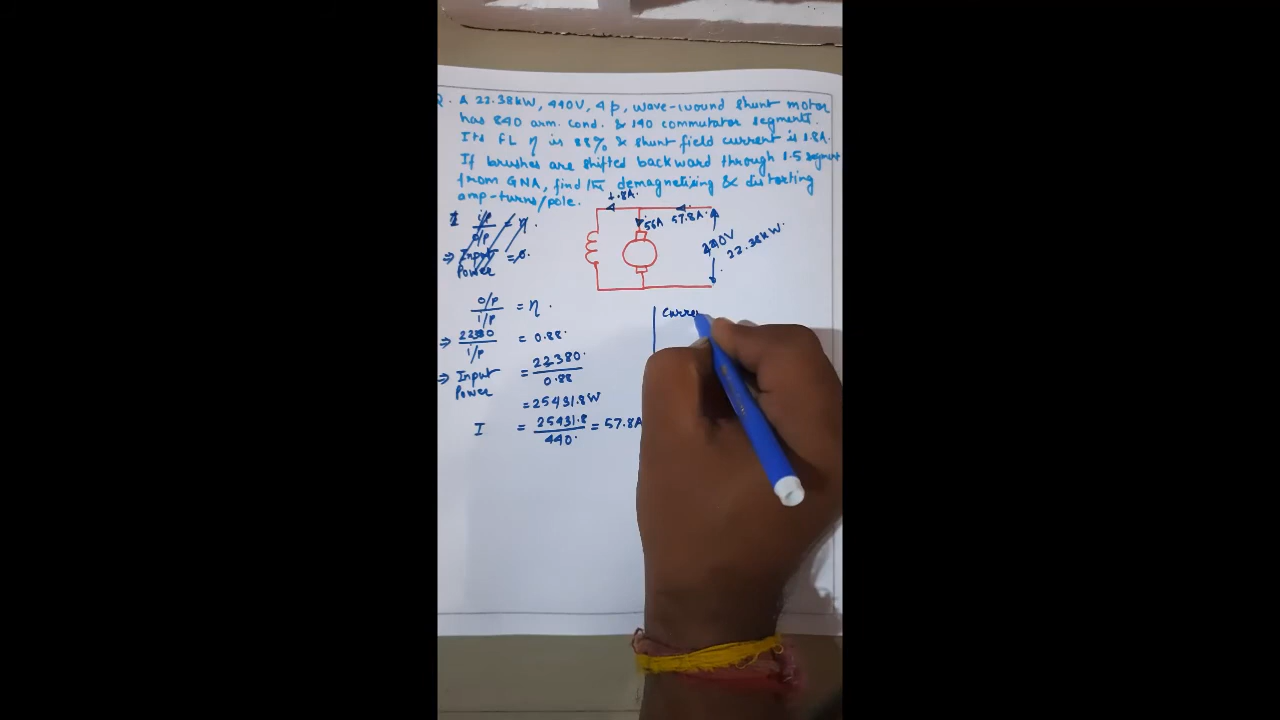 Q. A 22.38kW, 440V, 4p, wave-wound shunt motor
has 840 arm. cond. & 140 commutator segments.
Its FL η is 88% & shunt field current is 1.8A.
If brushes are shifted backward through 1.5 segment
from GNA, find demagnetising & distorting
amp-turns/pole.
1.8A.
56A
57.8A.
440V
22.38kW.
i/p / o/p = η.
⇒ Input Power =
o/p / i/p = η.
⇒ 22380 / i/p = 0.88.
⇒ Input Power = 22380. / 0.88
= 25431.8W
I = 25431.8 / 440. = 57.8A
Curren